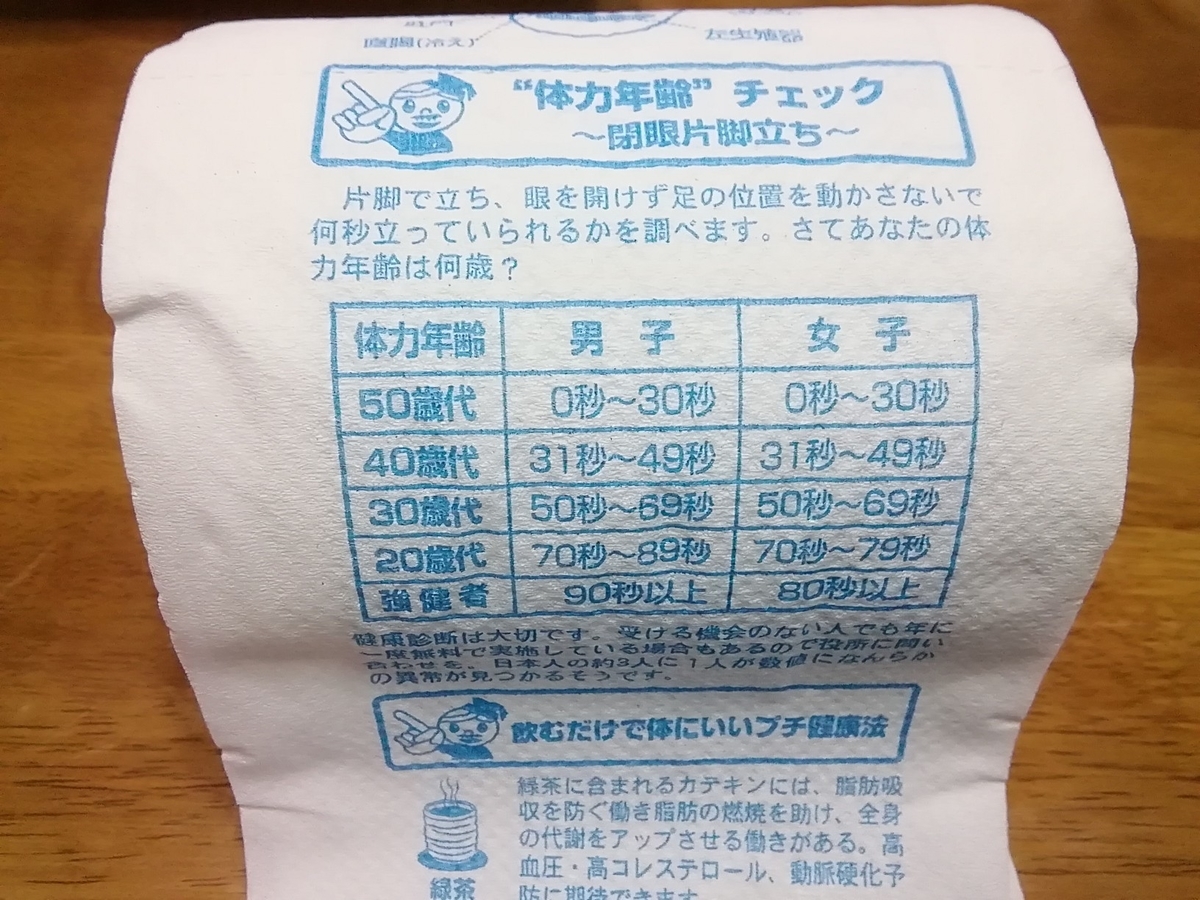 直腸(冷え)
左生殖器
“体力年齢”チェック
～閉眼片脚立ち～
片脚で立ち、眼を開けず足の位置を動かさないで
何秒立っていられるかを調べます。さてあなたの体
力年齢は何歳？
体力年齢 男子 女子
50歳代 0秒～30秒 0秒～30秒
40歳代 31秒～49秒 31秒～49秒
30歳代 50秒～69秒 50秒～69秒
20歳代 70秒～89秒 70秒～79秒
強健者 90秒以上 80秒以上
健康診断は大切です。受ける機会のない人でも年に
一度無料で実施している場合もあるので役所に問い
合わせを。日本人の約3人に1人が数値になんらか
の異常が見つかるそうです。
飲むだけで体にいいプチ健康法
緑茶に含まれるカテキンには、脂肪吸
収を防ぐ働き脂肪の燃焼を助け、全身
の代謝をアップさせる働きがある。高
血圧・高コレステロール、動脈硬化予
防に期待できます
緑茶